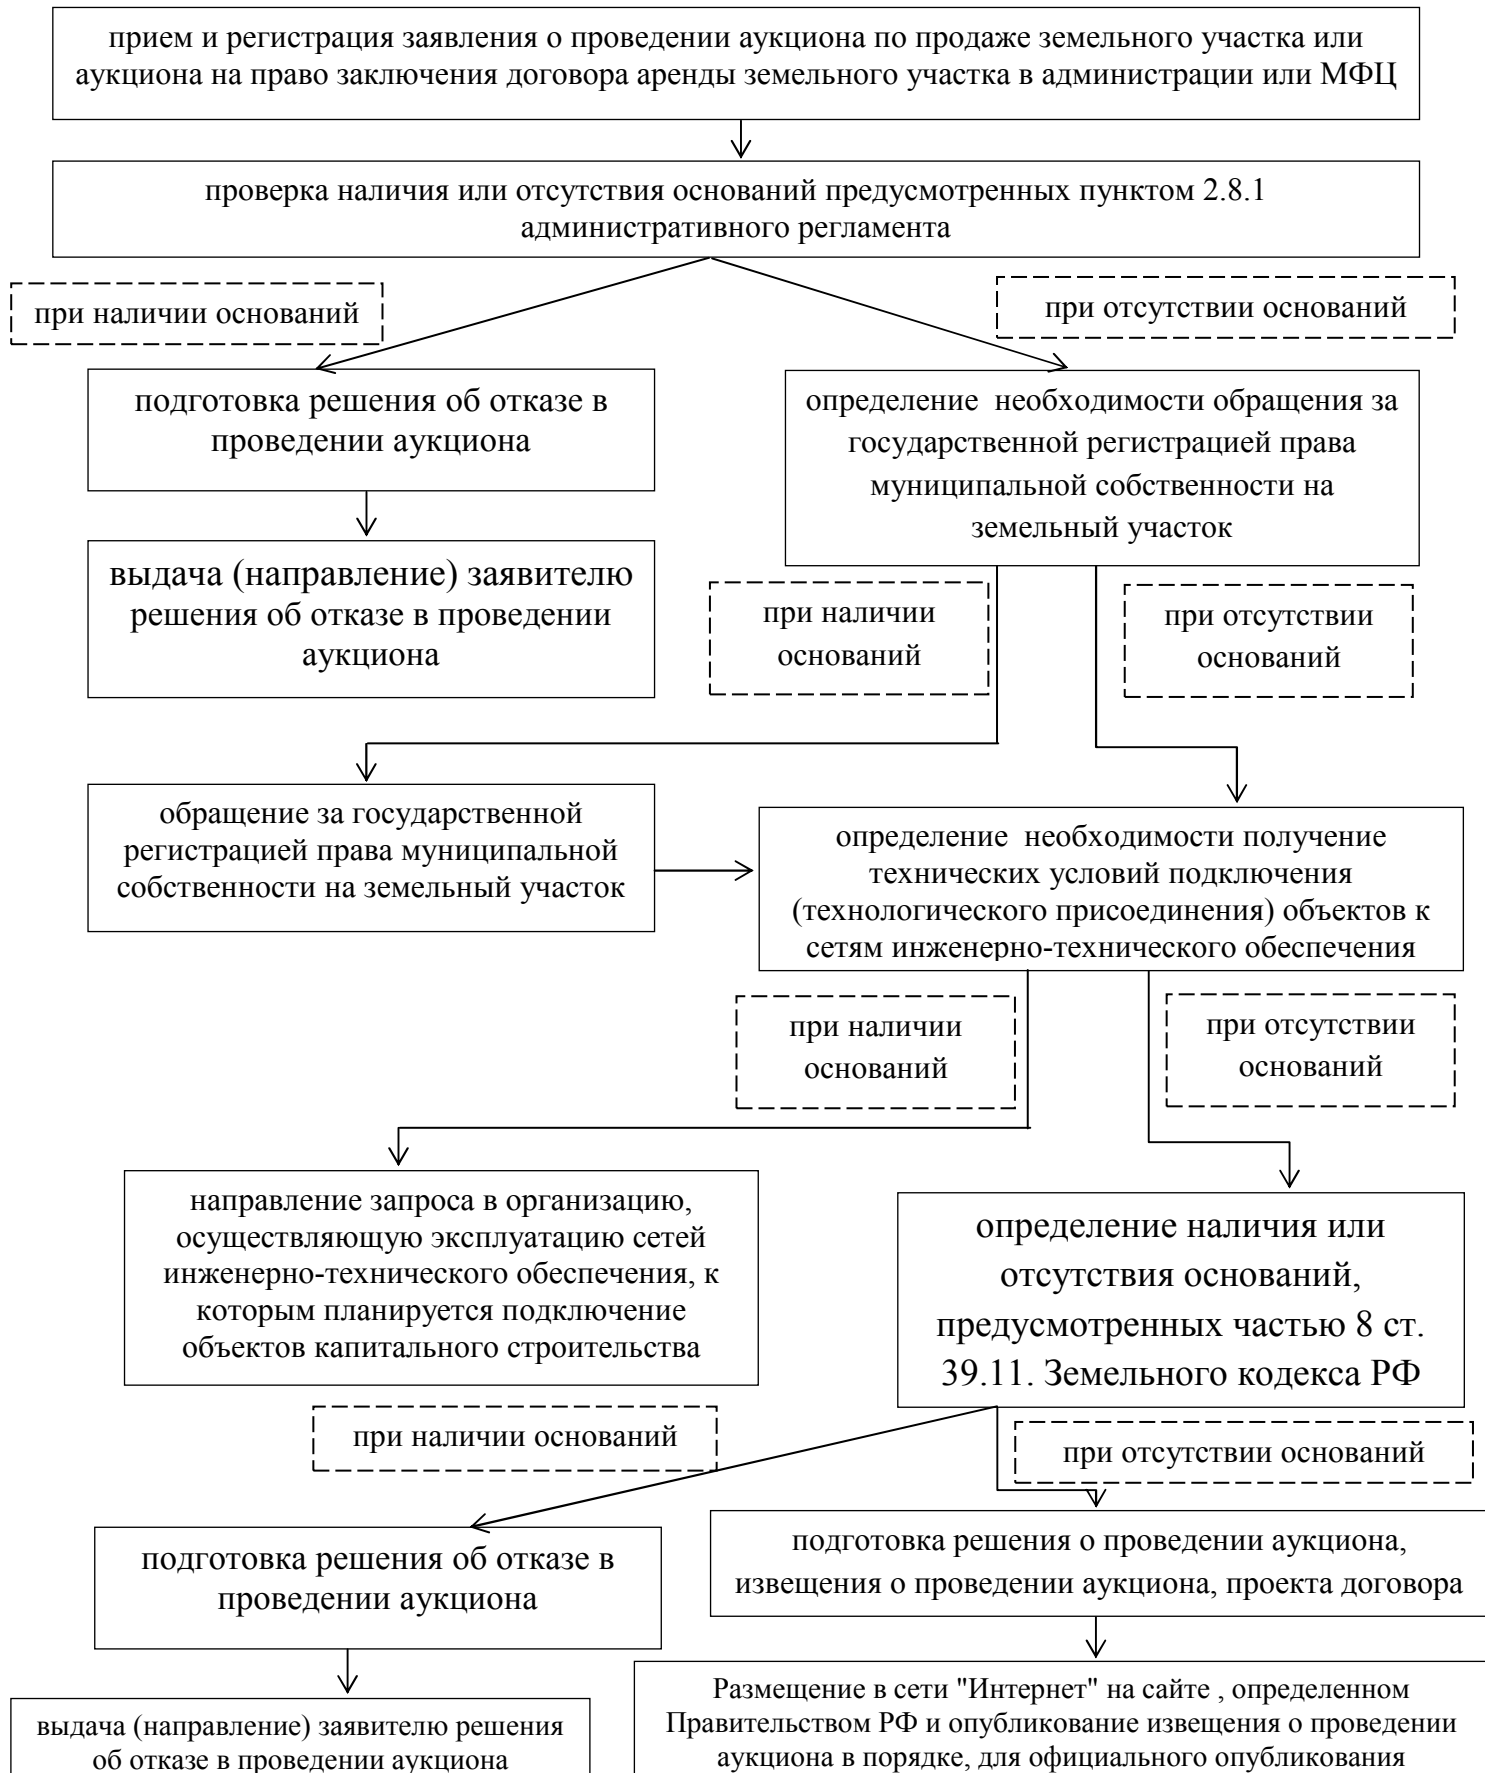 прием и регистрация заявления о проведении аукциона по продаже земельного участка или
аукциона на право заключения договора аренды земельного участка в администрации или МФЦ
проверка наличия или отсутствия оснований предусмотренных пунктом 2.8.1
административного регламента
при наличии оснований
при отсутствии оснований
подготовка решения об отказе в
проведении аукциона
определение необходимости обращения за
государственной регистрацией права
муниципальной собственности на
земельный участок
выдача (направление) заявителю
решения об отказе в проведении
аукциона
при наличии
оснований
при отсутствии
оснований
обращение за государственной
регистрацией права муниципальной
собственности на земельный участок
определение необходимости получение
технических условий подключения
(технологического присоединения) объектов к
сетям инженерно-технического обеспечения
при наличии
оснований
при отсутствии
оснований
направление запроса в организацию,
осуществляющую эксплуатацию сетей
инженерно-технического обеспечения, к
которым планируется подключение
объектов капитального строительства
определение наличия или
отсутствия оснований,
предусмотренных частью 8 ст.
39.11. Земельного кодекса РФ
при наличии оснований
при отсутствии оснований
подготовка решения об отказе в
проведении аукциона
подготовка решения о проведении аукциона,
извещения о проведении аукциона, проекта договора
выдача (направление) заявителю решения
об отказе в проведении аукциона
Размещение в сети "Интернет" на сайте , определенном
Правительством РФ и опубликование извещения о проведении
аукциона в порядке, для официального опубликования